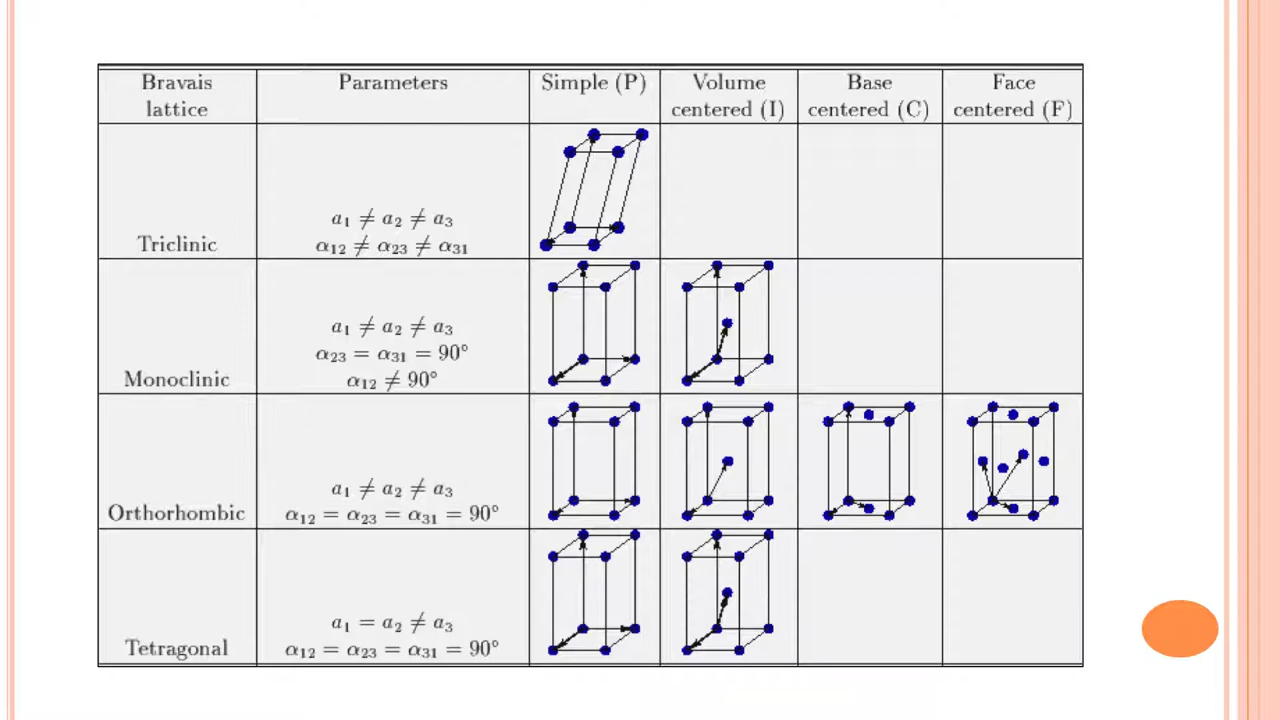 Bravais lattice
Parameters
Simple (P)
Volume centered (I)
Base centered (C)
Face centered (F)
Triclinic
a₁ ≠ a₂ ≠ a₃
α₁₂ ≠ α₂₃ ≠ α₃₁
Monoclinic
a₁ ≠ a₂ ≠ a₃
α₂₃ = α₃₁ = 90°
α₁₂ ≠ 90°
Orthorhombic
a₁ ≠ a₂ ≠ a₃
α₁₂ = α₂₃ = α₃₁ = 90°
Tetragonal
a₁ = a₂ ≠ a₃
α₁₂ = α₂₃ = α₃₁ = 90°